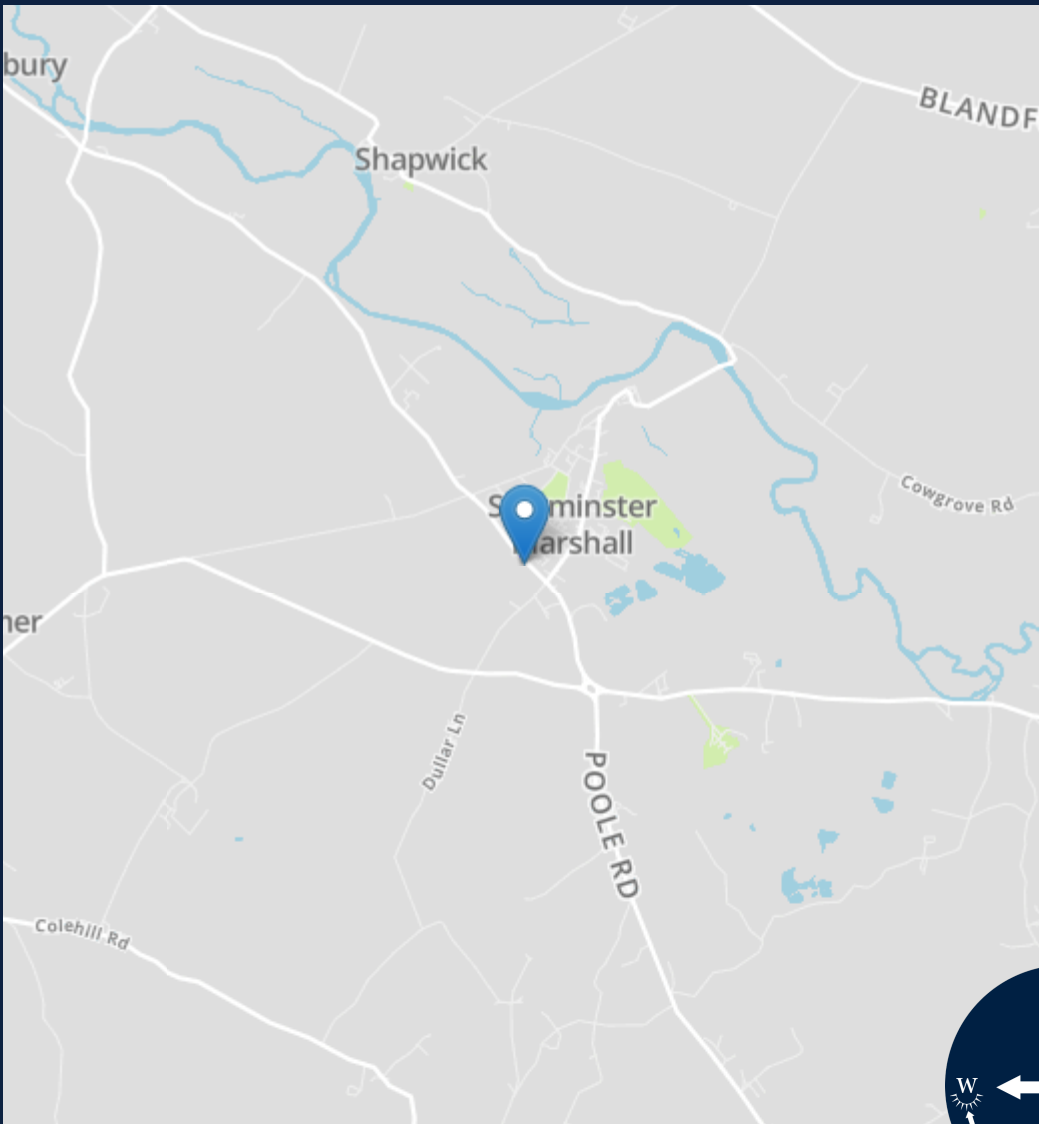 bury
BLANDF
Shapwick
Cowgrove Rd
S minster
arshall
ner
Dullar Ln
POOLE RD
Colehill Rd
W